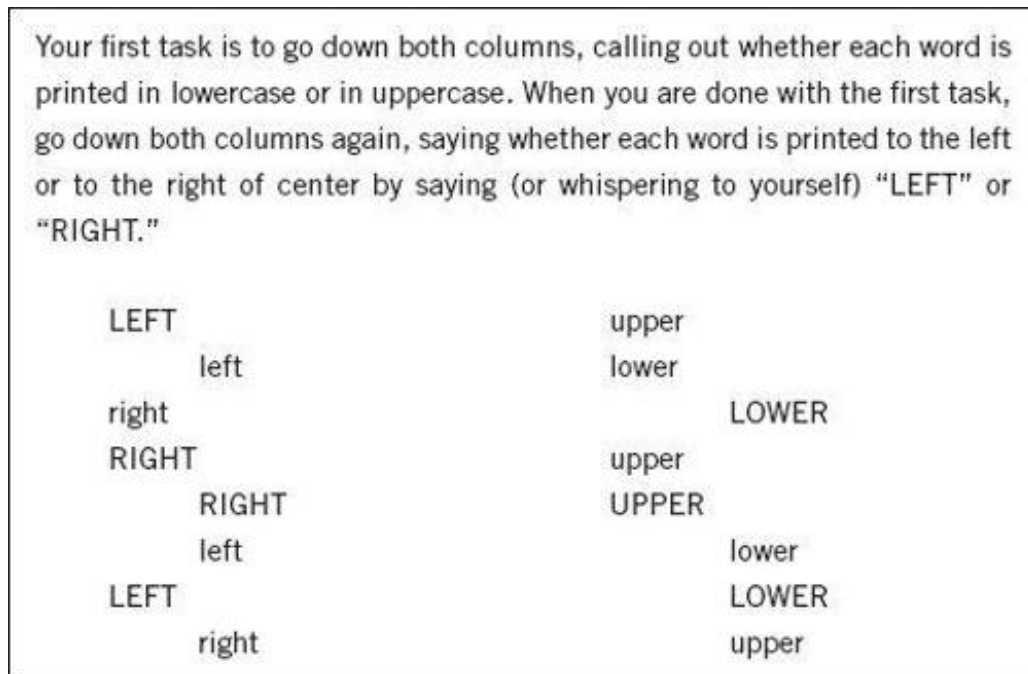 Your first task is to go down both columns, calling out whether each word is
printed in lowercase or in uppercase. When you are done with the first task,
go down both columns again, saying whether each word is printed to the left
or to the right of center by saying (or whispering to yourself) “LEFT” or
“RIGHT.”
LEFT upper
left lower
right LOWER
RIGHT upper
RIGHT UPPER
left lower
LEFT LOWER
right upper